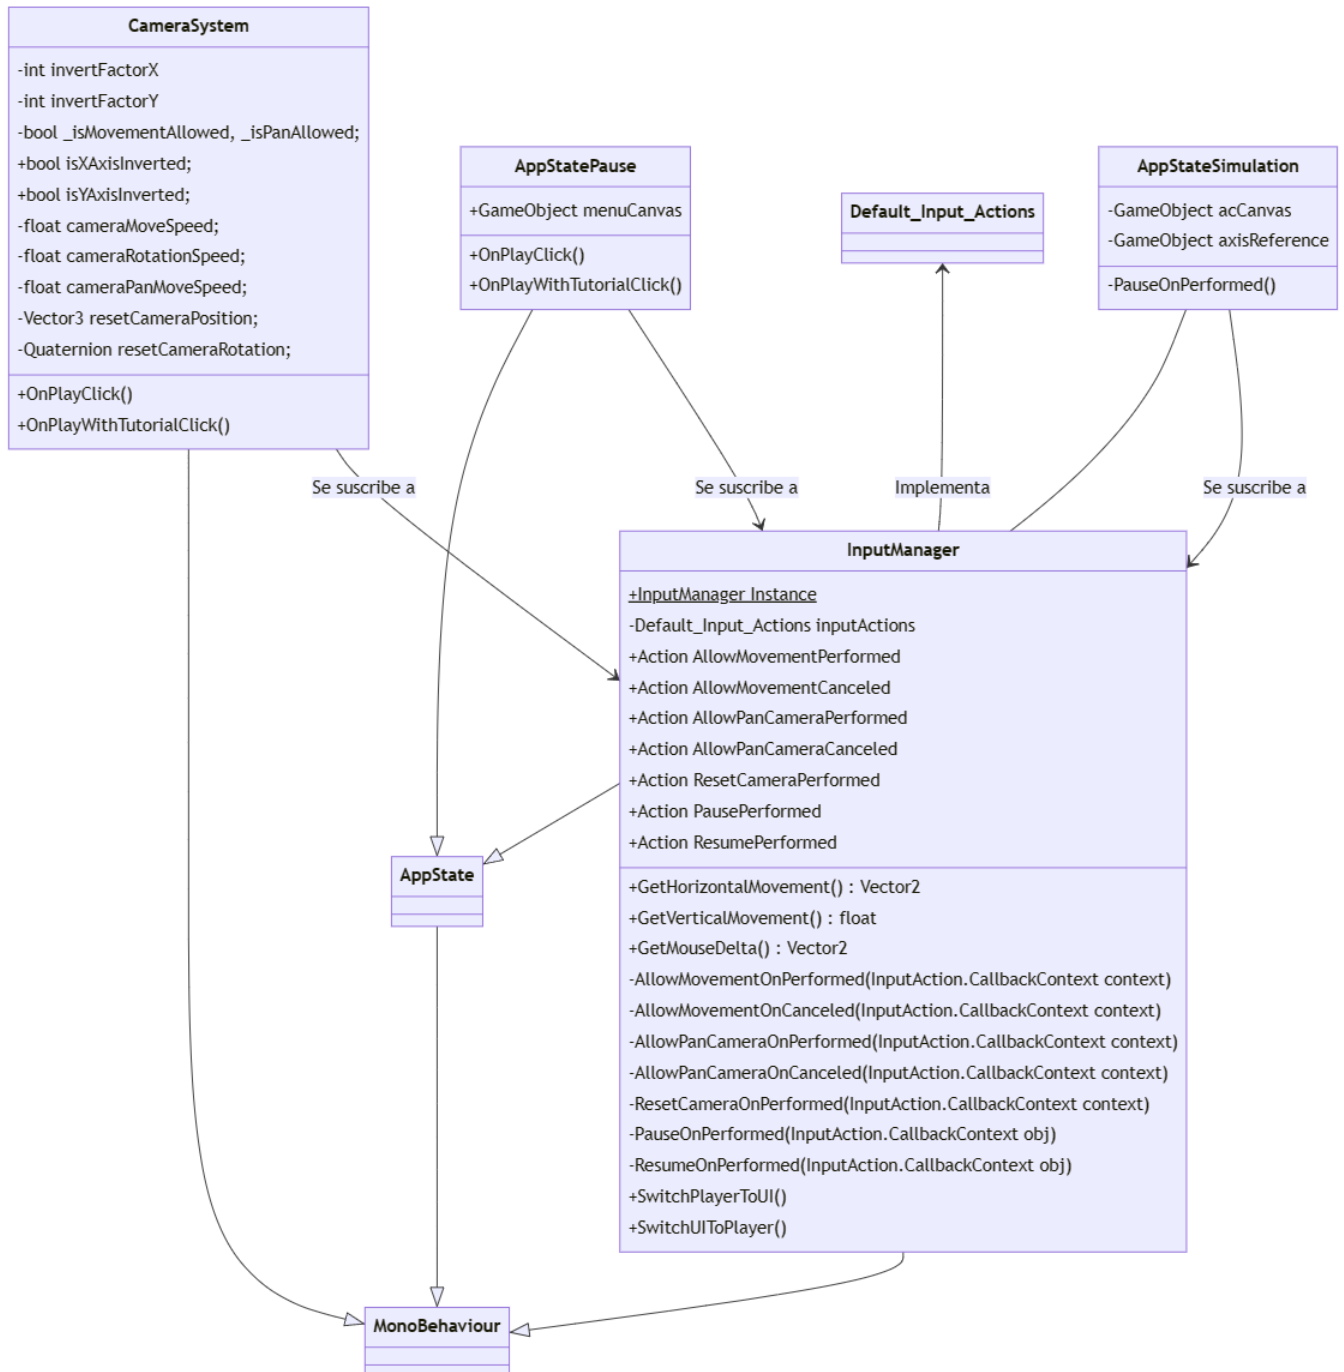 CameraSystem
-int invertFactorX
-int invertFactorY
-bool _isMovementAllowed, _isPanAllowed;
+bool isXAxisInverted;
+bool isYAxisInverted;
-float cameraMoveSpeed;
-float cameraRotationSpeed;
-float cameraPanMoveSpeed;
-Vector3 resetCameraPosition;
-Quaternion resetCameraRotation;
+OnPlayClick()
+OnPlayWithTutorialClick()
AppStatePause
+GameObject menuCanvas
+OnPlayClick()
+OnPlayWithTutorialClick()
Default_Input_Actions
AppStateSimulation
-GameObject acCanvas
-GameObject axisReference
-PauseOnPerformed()
Se suscribe a
Se suscribe a
Implementa
Se suscribe a
InputManager
+InputManager Instance
-Default_Input_Actions inputActions
+Action AllowMovementPerformed
+Action AllowMovementCanceled
+Action AllowPanCameraPerformed
+Action AllowPanCameraCanceled
+Action ResetCameraPerformed
+Action PausePerformed
+Action ResumePerformed
+GetHorizontalMovement() : Vector2
+GetVerticalMovement() : float
+GetMouseDelta() : Vector2
-AllowMovementOnPerformed(InputAction.CallbackContext context)
-AllowMovementOnCanceled(InputAction.CallbackContext context)
-AllowPanCameraOnPerformed(InputAction.CallbackContext context)
-AllowPanCameraOnCanceled(InputAction.CallbackContext context)
-ResetCameraOnPerformed(InputAction.CallbackContext context)
-PauseOnPerformed(InputAction.CallbackContext obj)
-ResumeOnPerformed(InputAction.CallbackContext obj)
+SwitchPlayerToUI()
+SwitchUIToPlayer()
AppState
MonoBehaviour